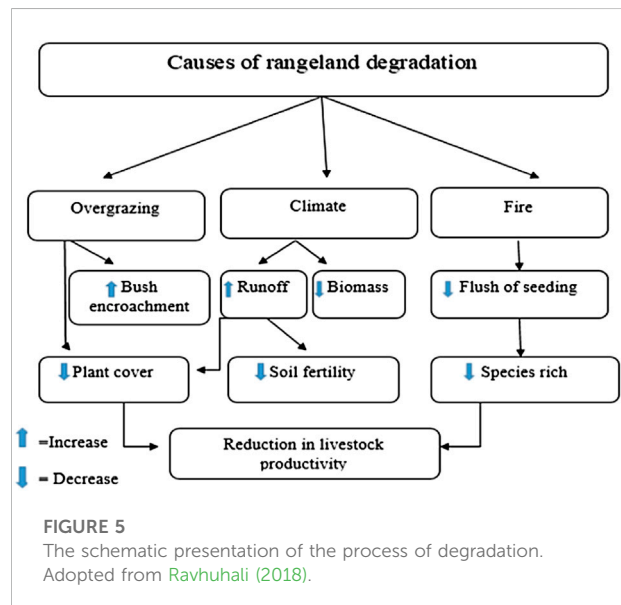 Causes of rangeland degradation
Overgrazing
Climate
Fire
⬆ Bush
encroachment
⬆ Runoff
⬇ Biomass
⬇ Flush of seeding
⬇ Plant cover
⬇ Soil fertility
⬇ Species rich
⬆ =Increase
⬇ = Decrease
Reduction in livestock
productivity
FIGURE 5
The schematic presentation of the process of degradation.
Adopted from Ravhuhali (2018).